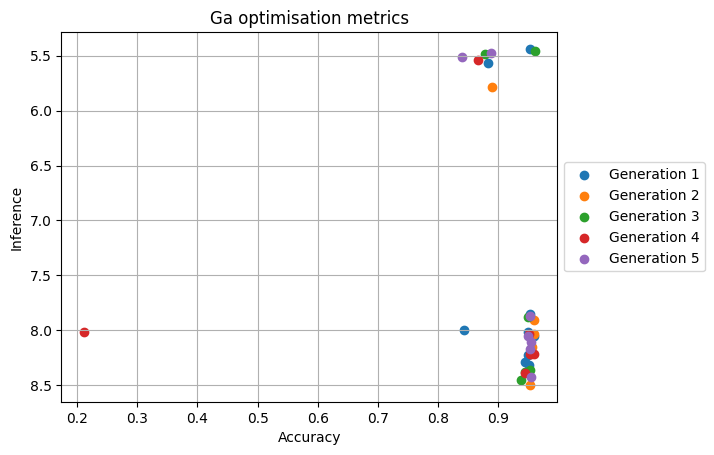 Ga optimisation metrics
5.5
6.0
6.5
7.0
7.5
8.0
8.5
Inference
0.2 0.3 0.4 0.5 0.6 0.7 0.8 0.9
Accuracy
Generation 1
Generation 2
Generation 3
Generation 4
Generation 5